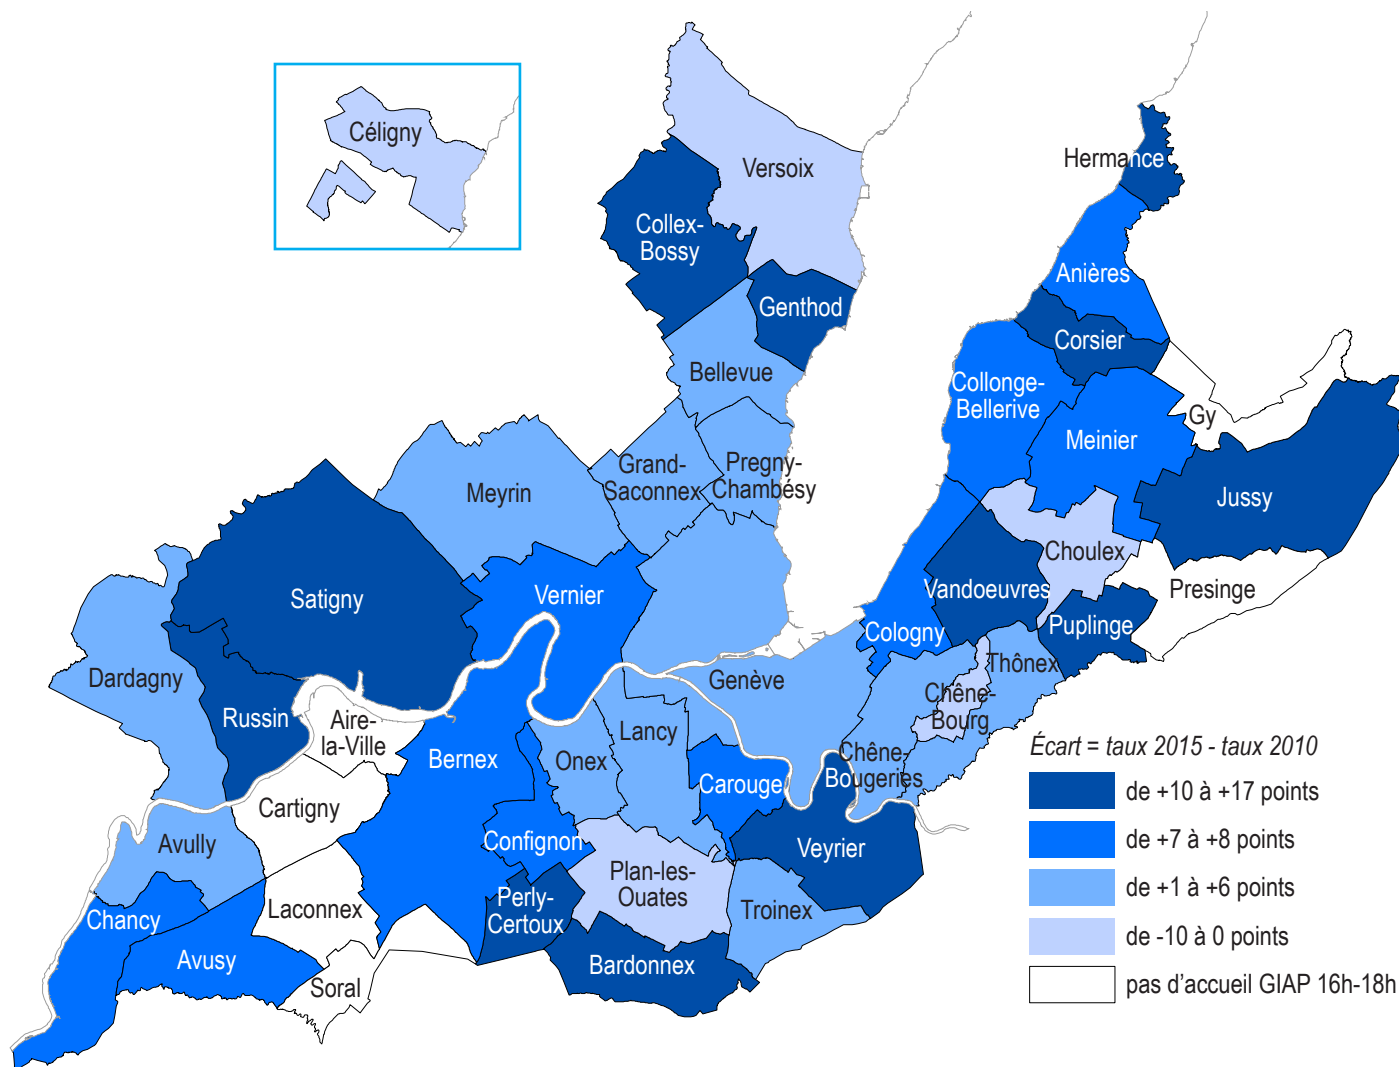 Céligny
Versoix
Hermance
Collex-
Bossy
Anières
Genthod
Corsier
Bellevue
Collonge-
Bellerive
Gy
Meinier
Grand-
Saconnex
Pregny-
Chambésy
Meyrin
Jussy
Choulex
Satigny
Vernier
Vandoeuvres
Presinge
Puplinge
Cologny
Dardagny
Genève
Thônex
Chêne-
Bourg
Russin
Aire-
la-Ville
Bernex
Onex
Lancy
Chêne-
Bougeries
Carouge
Écart = taux 2015 - taux 2010
de +10 à +17 points
Cartigny
Avully
Confignon
Veyrier
de +7 à +8 points
Plan-les-
Ouates
de +1 à +6 points
Chancy
Laconnex
Perly-
Certoux
Troinex
de -10 à 0 points
Avusy
Soral
Bardonnex
pas d'accueil GIAP 16h-18h